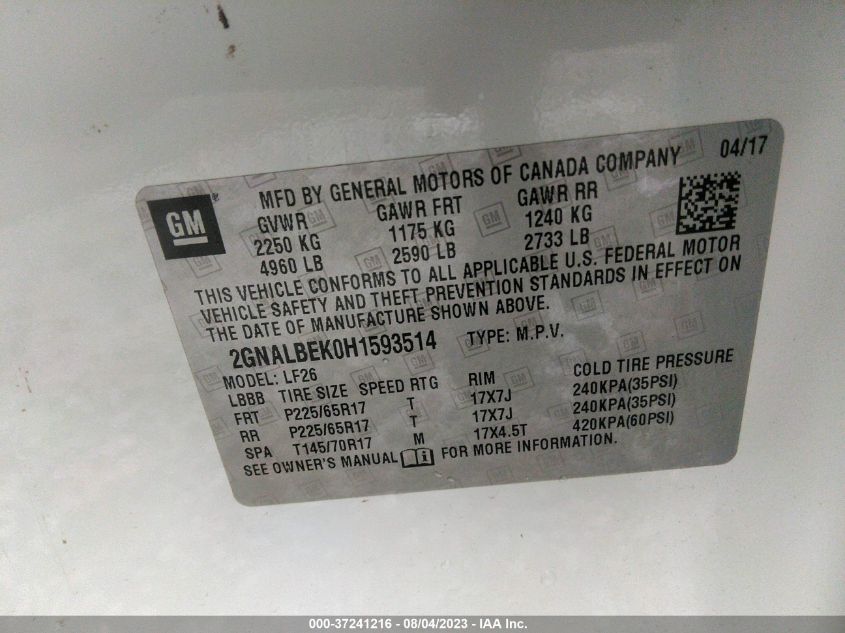 GM
MFD BY GENERAL MOTORS OF CANADA COMPANY 04/17
GVWR GAWR FRT GAWR RR
2250 KG 1175 KG 1240 KG
4960 LB 2590 LB 2733 LB
THIS VEHICLE CONFORMS TO ALL APPLICABLE U.S. FEDERAL MOTOR
VEHICLE SAFETY AND THEFT PREVENTION STANDARDS IN EFFECT ON
THE DATE OF MANUFACTURE SHOWN ABOVE.
2GNALBEK0H1593514 TYPE: M.P.V.
MODEL: LF26
LBBB TIRE SIZE SPEED RTG RIM COLD TIRE PRESSURE
FRT P225/65R17 T 17X7J 240KPA(35PSI)
RR P225/65R17 T 17X7J 240KPA(35PSI)
SPA T145/70R17 M 17X4.5T 420KPA(60PSI)
SEE OWNER'S MANUAL FOR MORE INFORMATION.
000-37241216 - 08/04/2023 - IAA Inc.